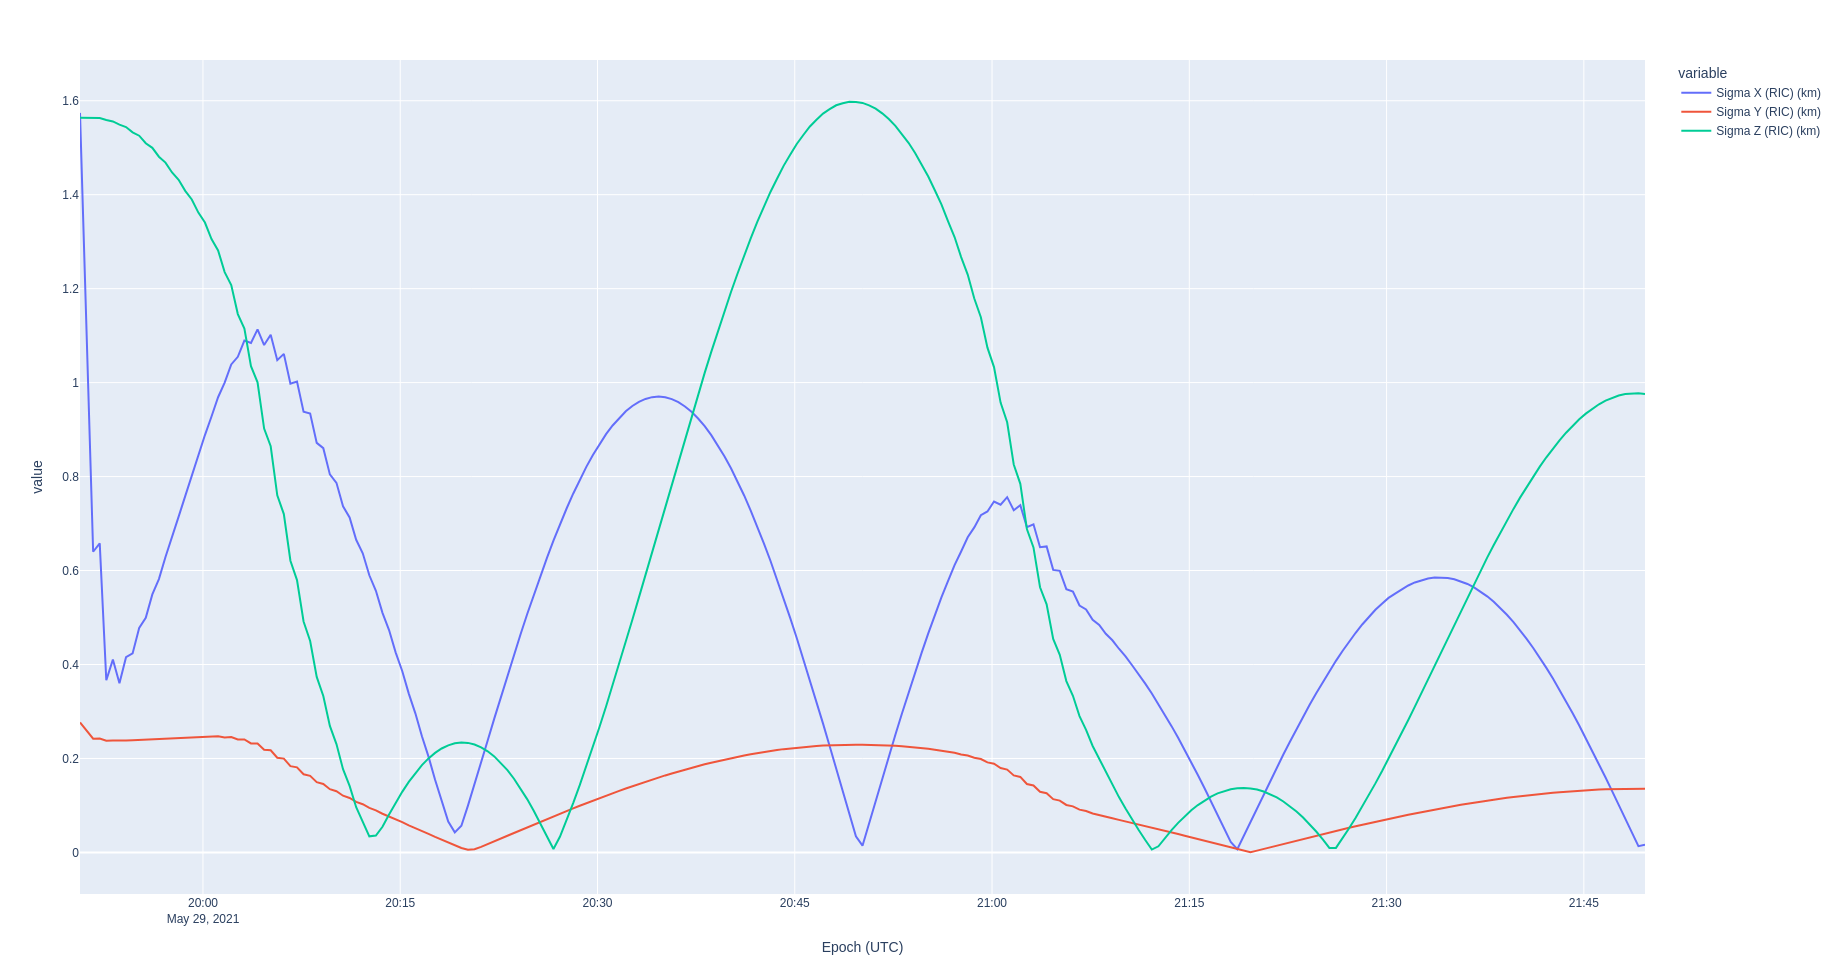 variable
Sigma X (RIC) (km)
Sigma Y (RIC) (km)
Sigma Z (RIC) (km)
value
1.6
1.4
1.2
1
0.8
0.6
0.4
0.2
0
20:00
20:15
20:30
20:45
21:00
21:15
21:30
21:45
May 29, 2021
Epoch (UTC)